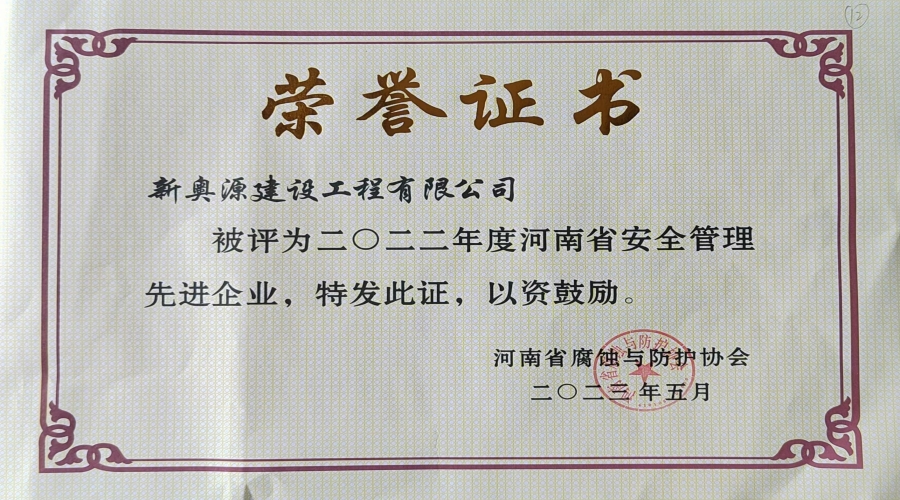 12
荣誉证书
新奥源建设工程有限公司
被评为二〇二二年度河南省安全管理
先进企业，特发此证，以资鼓励。
河南省腐蚀与防护协会
二〇二三年五月